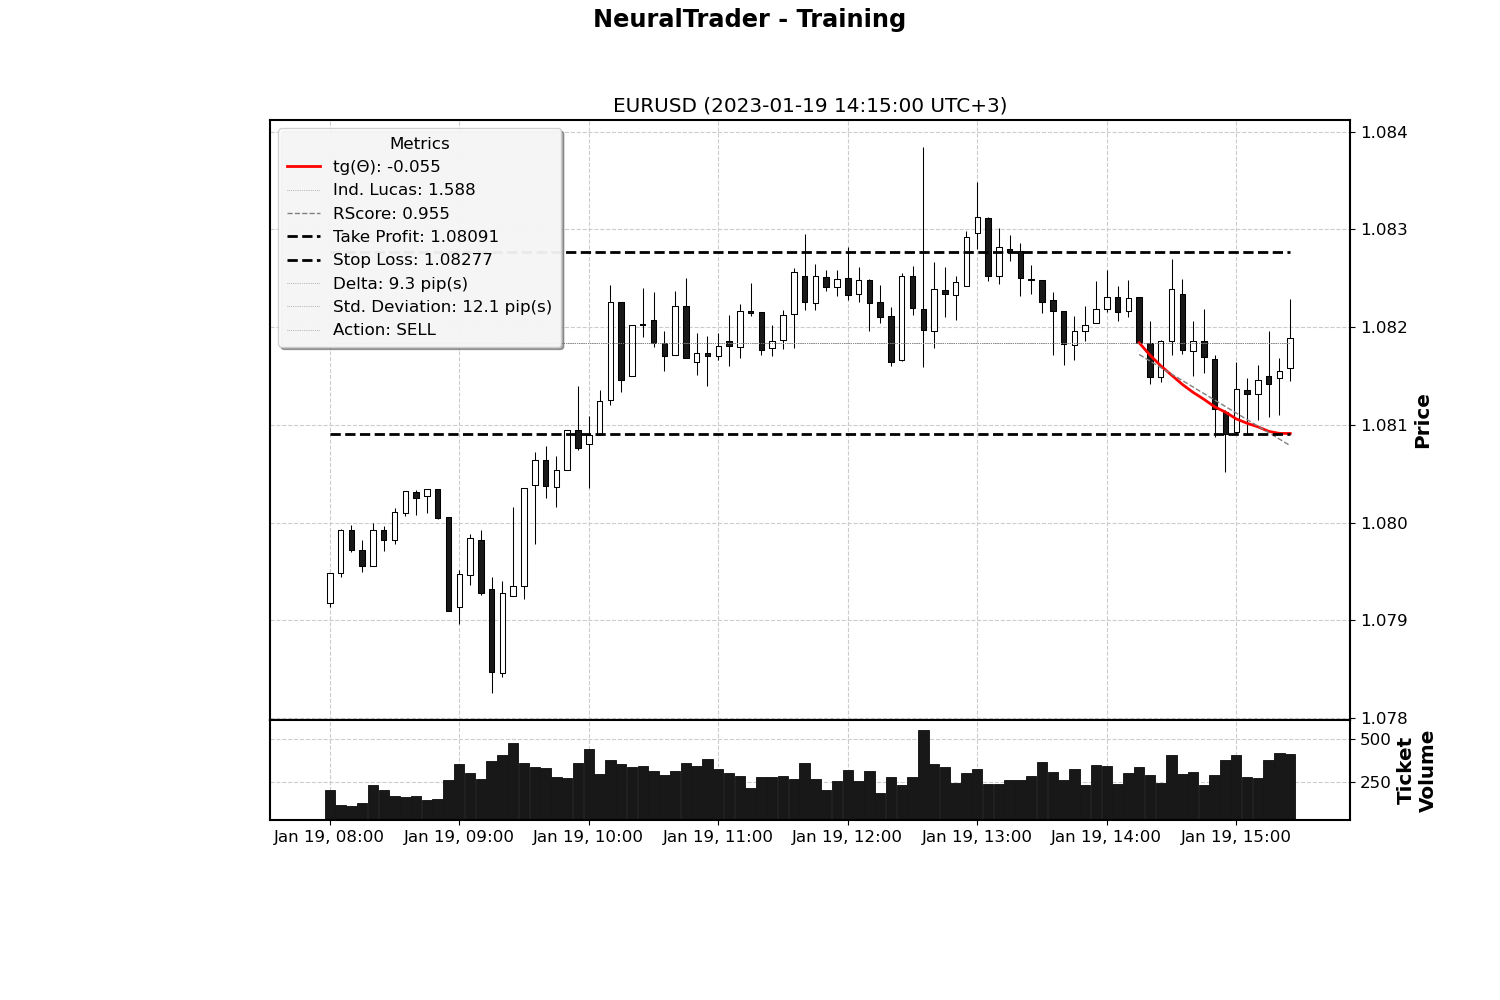 NeuralTrader - Training
EURUSD (2023-01-19 14:15:00 UTC+3)
Metrics
tg(Θ): -0.055
Ind. Lucas: 1.588
RScore: 0.955
Take Profit: 1.08091
Stop Loss: 1.08277
Delta: 9.3 pip(s)
Std. Deviation: 12.1 pip(s)
Action: SELL
1.084
1.083
1.082
1.081
1.080
1.079
1.078
Price
500
250
Ticket
Volume
Jan 19, 08:00
Jan 19, 09:00
Jan 19, 10:00
Jan 19, 11:00
Jan 19, 12:00
Jan 19, 13:00
Jan 19, 14:00
Jan 19, 15:00